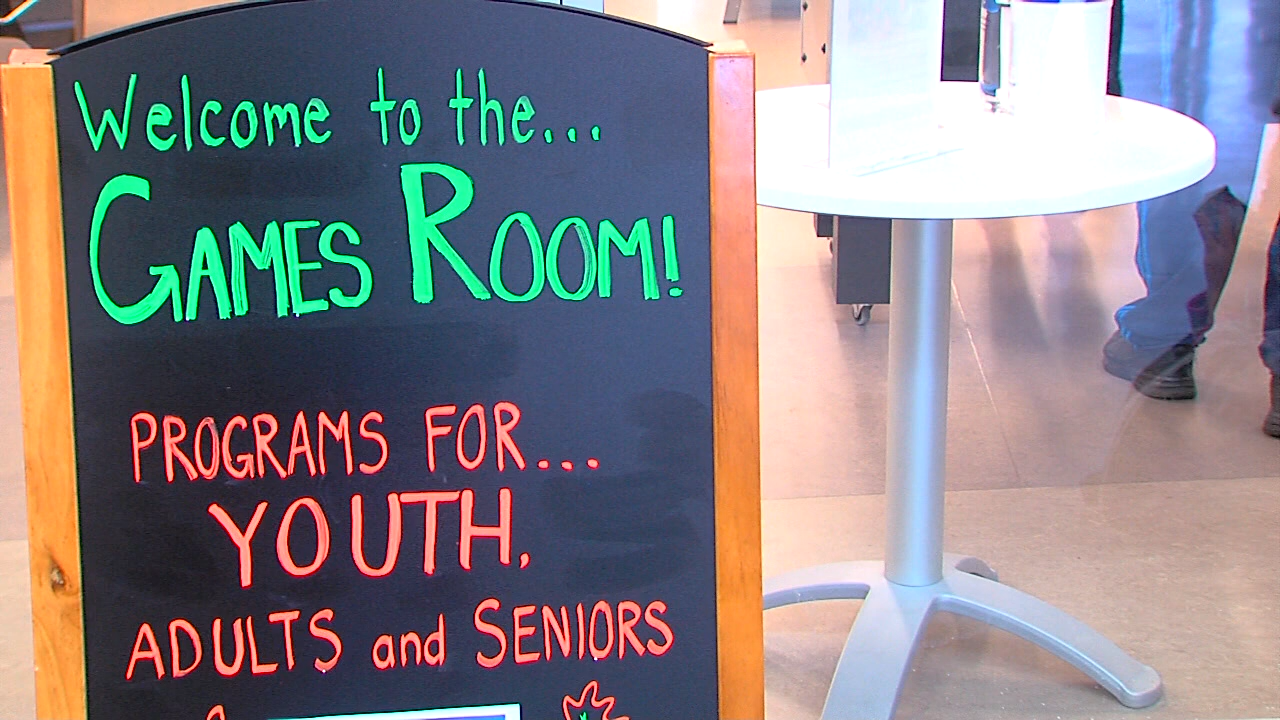 Welcome to the...
GAMES ROOM!
PROGRAMS FOR...
YOUTH,
ADULTS and SENIORS